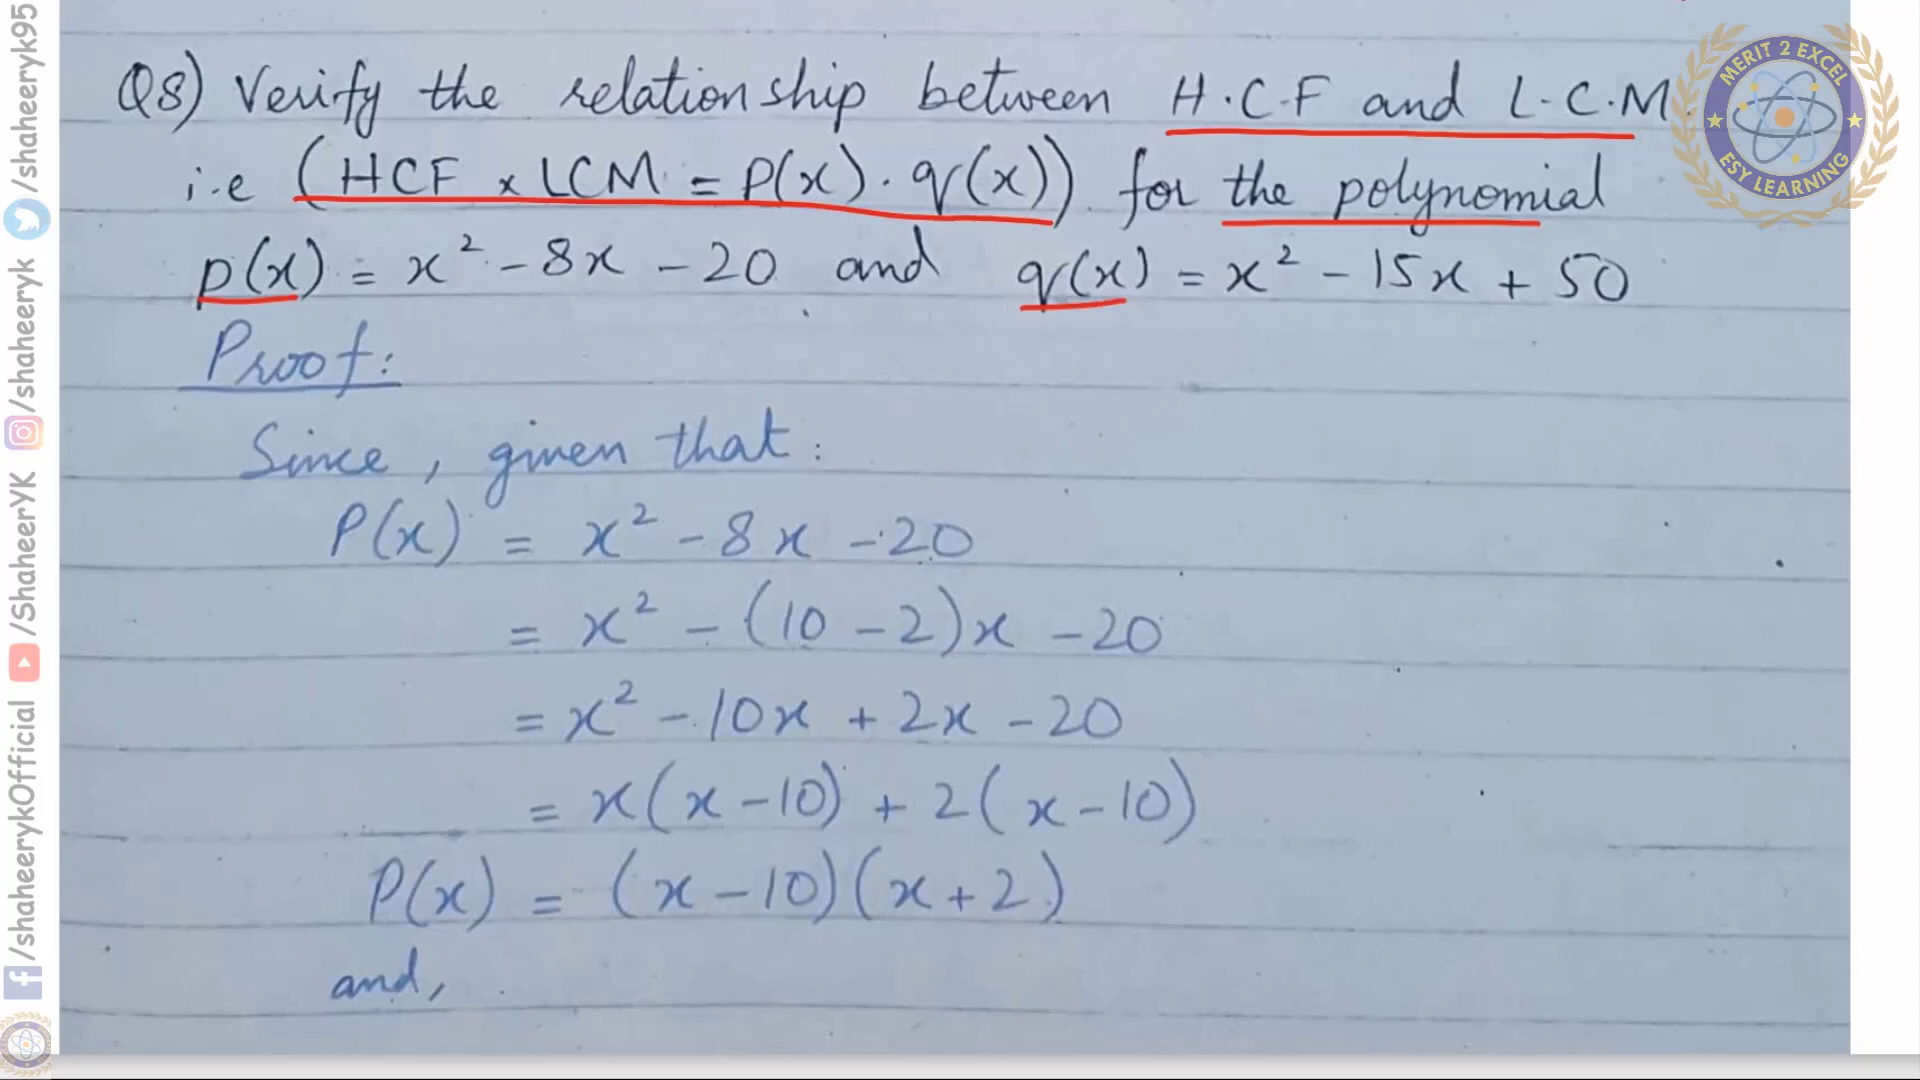 Q8) Verify the relationship between H.C.F and L.C.M.
i.e (HCF × LCM = P(x) . q(x)) for the polynomial
p(x) = x² - 8x - 20 and q(x) = x² - 15x + 50
Proof:
Since, given that:
P(x) = x² - 8x - 20
= x² - (10 - 2)x - 20
= x² - 10x + 2x - 20
= x(x - 10) + 2(x - 10)
P(x) = (x - 10)(x + 2)
and,
MERIT 2 EXCEL
ESY LEARNING
/shaheerykOfficial /ShaheerYK /shaheeryk /shaheeryk95